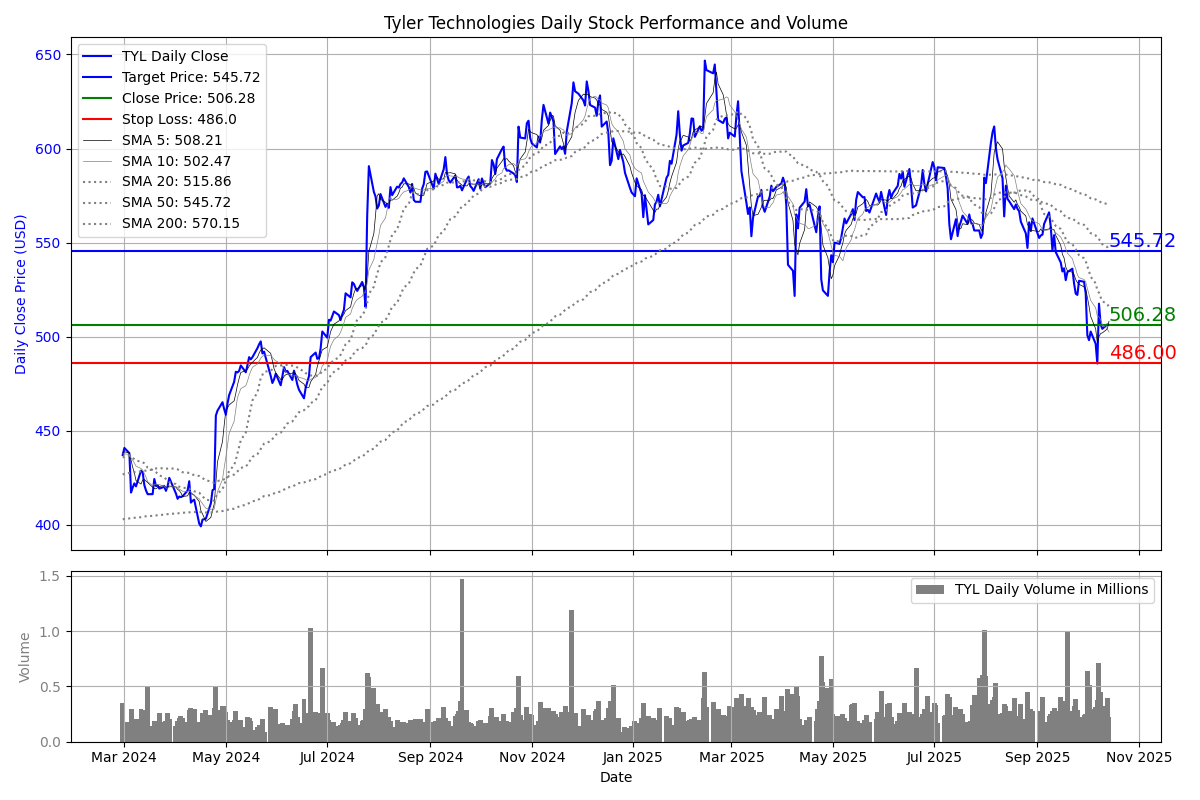 Tyler Technologies Daily Stock Performance and Volume
650
600
550
500
450
400
Daily Close Price (USD)
TYL Daily Close
Target Price: 545.72
Close Price: 506.28
Stop Loss: 486.0
SMA 5: 508.21
SMA 10: 502.47
SMA 20: 515.86
SMA 50: 545.72
SMA 200: 570.15
545.72
506.28
486.00
1.5
1.0
0.5
0.0
Volume
TYL Daily Volume in Millions
Mar 2024
May 2024
Jul 2024
Sep 2024
Nov 2024
Jan 2025
Mar 2025
May 2025
Jul 2025
Sep 2025
Nov 2025
Date